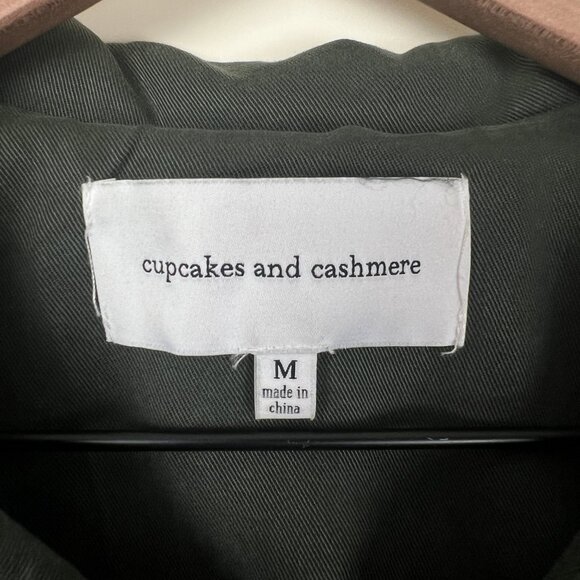 cupcakes and cashmere
M
made in
china